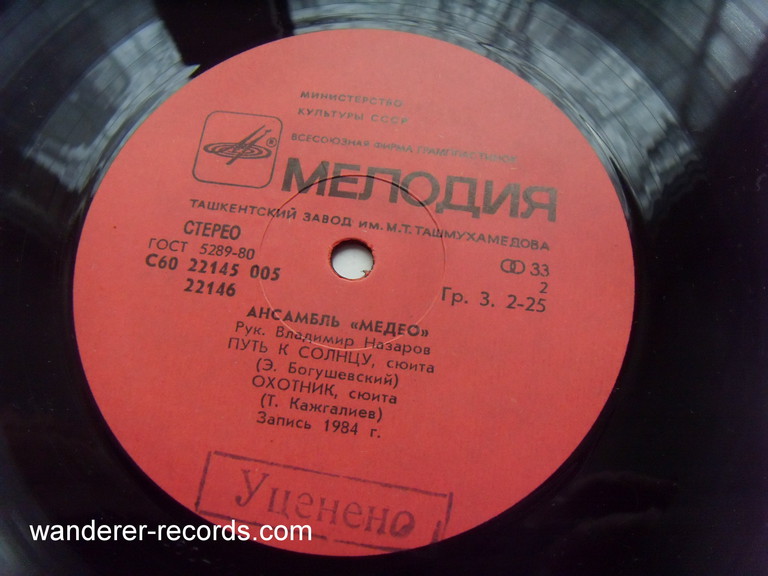 МИНИСТЕРСТВО
КУЛЬТУРЫ СССР
ВСЕСОЮЗНАЯ ФИРМА ГРАМПЛАСТИНОК
®
МЕЛОДИЯ
ТАШКЕНТСКИЙ ЗАВОД ИМ. М.Т. ТАШМУХАМЕДОВА
СТЕРЕО
ГОСТ 5289-80
С60 22145 005
22146
33
2
Гр. 3. 2-25
АНСАМБЛЬ «МЕДЕО»
Рук. Владимир Назаров
ПУТЬ К СОЛНЦУ, сюита
(Э. Богушевский)
ОХОТНИК, сюита
(Т. Кажгалиев)
Запись 1984 г.
Уценено
wanderer-records.com